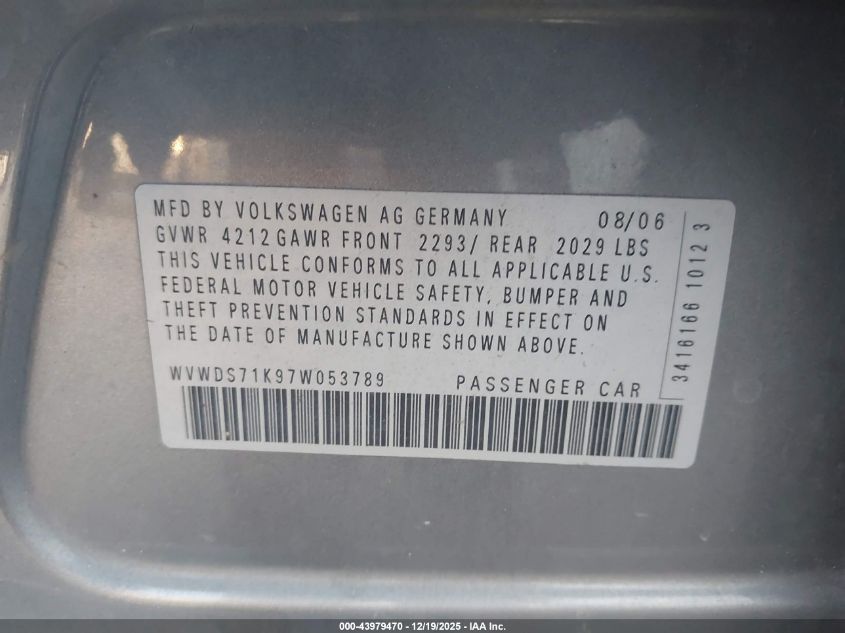 MFD BY VOLKSWAGEN AG GERMANY 08/06
GVWR 4212 GAWR FRONT 2293/ REAR 2029 LBS
THIS VEHICLE CONFORMS TO ALL APPLICABLE U.S.
FEDERAL MOTOR VEHICLE SAFETY, BUMPER AND
THEFT PREVENTION STANDARDS IN EFFECT ON
THE DATE OF MANUFACTURE SHOWN ABOVE.
WVWDS71K97W053789 PASSENGER CAR
3416166 1012 3
000-43979470 - 12/19/2025 - IAA Inc.